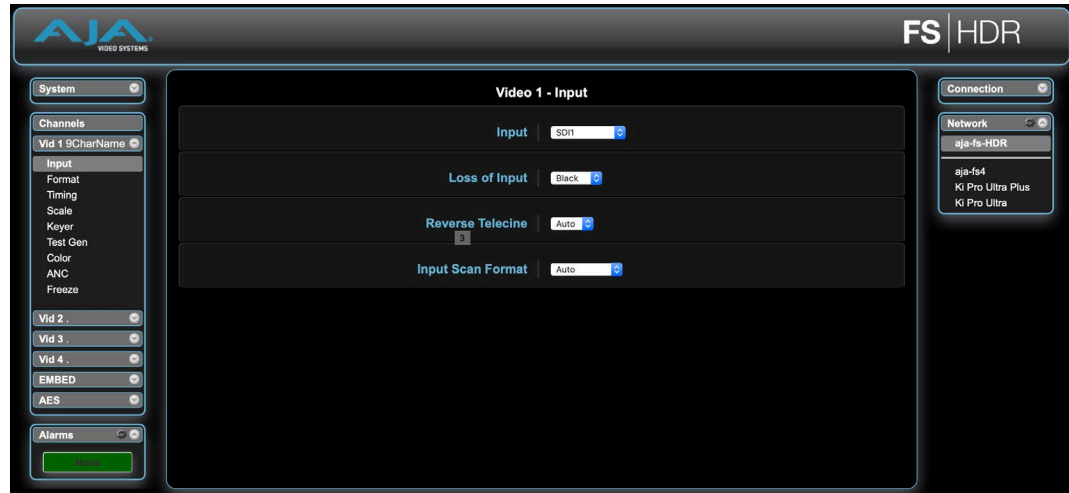 AJA
VIDEO SYSTEMS
FS HDR
System
Channels
Vid 1 9CharName
Input
Format
Timing
Scale
Keyer
Test Gen
Color
ANC
Freeze
Vid 2 .
Vid 3 .
Vid 4 .
EMBED
AES
Alarms
None
Video 1 - Input
Input SDI1
Loss of Input Black
Reverse Telecine Auto
3
Input Scan Format Auto
Connection
Network
aja-fs-HDR
aja-fs4
Ki Pro Ultra Plus
Ki Pro Ultra